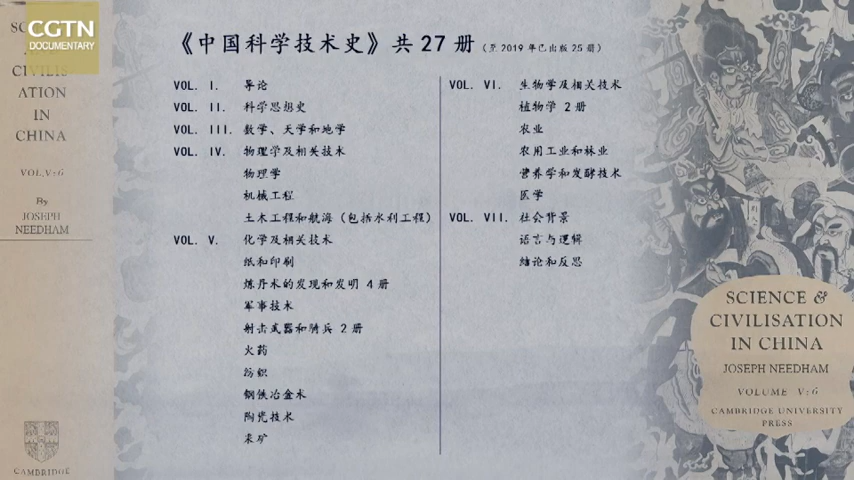 CGTN
DOCUMENTARY
CIVILIS
ATION
IN
CHINA
VOL.V:6
By
JOSEPH
NEEDHAM
CAMBRIDGE
《中国科学技术史》共27册(至2019年已出版25册)
VOL. I. 导论
VOL. II. 科学思想史
VOL. III. 数学、天学和地学
VOL. IV. 物理学及相关技术
物理学
机械工程
土木工程和航海(包括水利工程)
VOL. V. 化学及相关技术
纸和印刷
炼丹术的发现和发明 4册
军事技术
射击武器和骑兵 2册
火药
纺织
钢铁冶金术
陶瓷技术
采矿
VOL. VI. 生物学及相关技术
植物学 2册
农业
农用工业和林业
营养学和发酵技术
医学
VOL. VII. 社会背景
语言与逻辑
结论和反思
SCIENCE &
CIVILISATION
IN CHINA
JOSEPH NEEDHAM
VOLUME V:6
CAMBRIDGE UNIVERSITY
PRESS